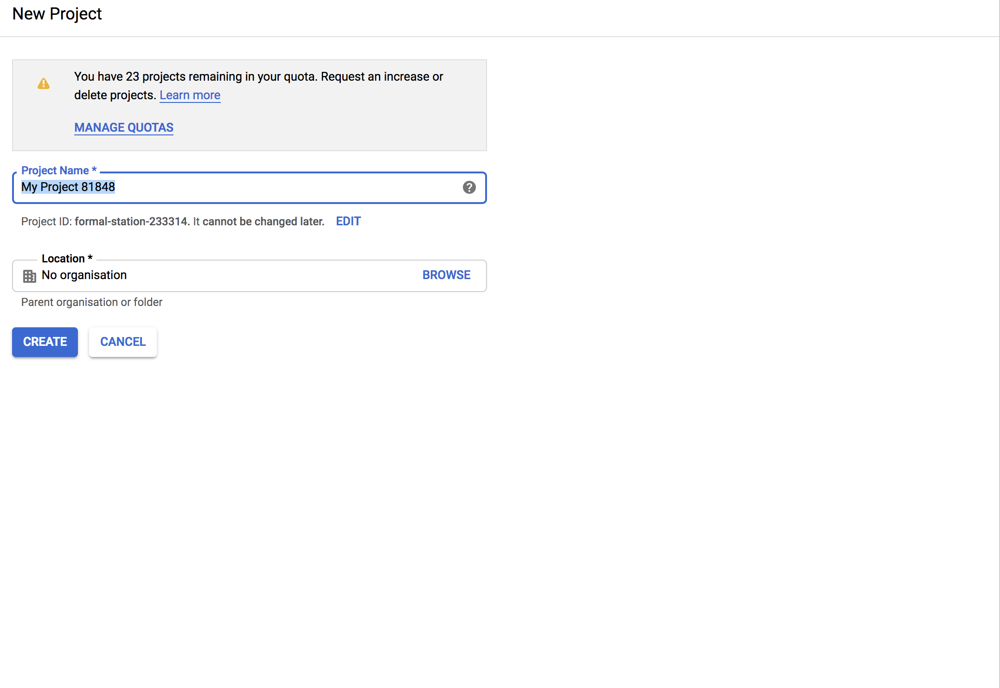 New Project
You have 23 projects remaining in your quota. Request an increase or
delete projects. Learn more
MANAGE QUOTAS
Project Name *
My Project 81848
Project ID: formal-station-233314. It cannot be changed later. EDIT
Location *
No organisation BROWSE
Parent organisation or folder
CREATE CANCEL